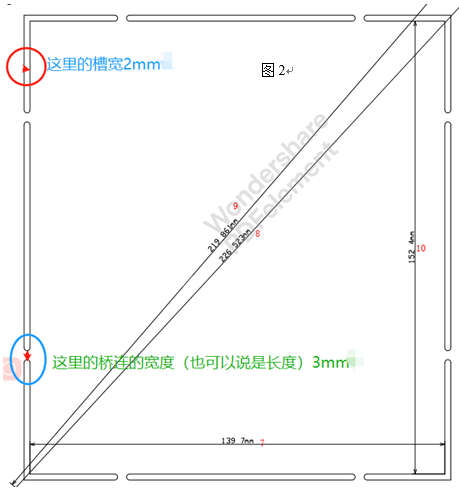 这里的槽宽2mm
图 2↵
Wondershare
PDFelement
9
219.861mm
8
226.523mm
152.4mm
10
这里的桥连的宽度（也可以说是长度）3mm
139.7mm
7